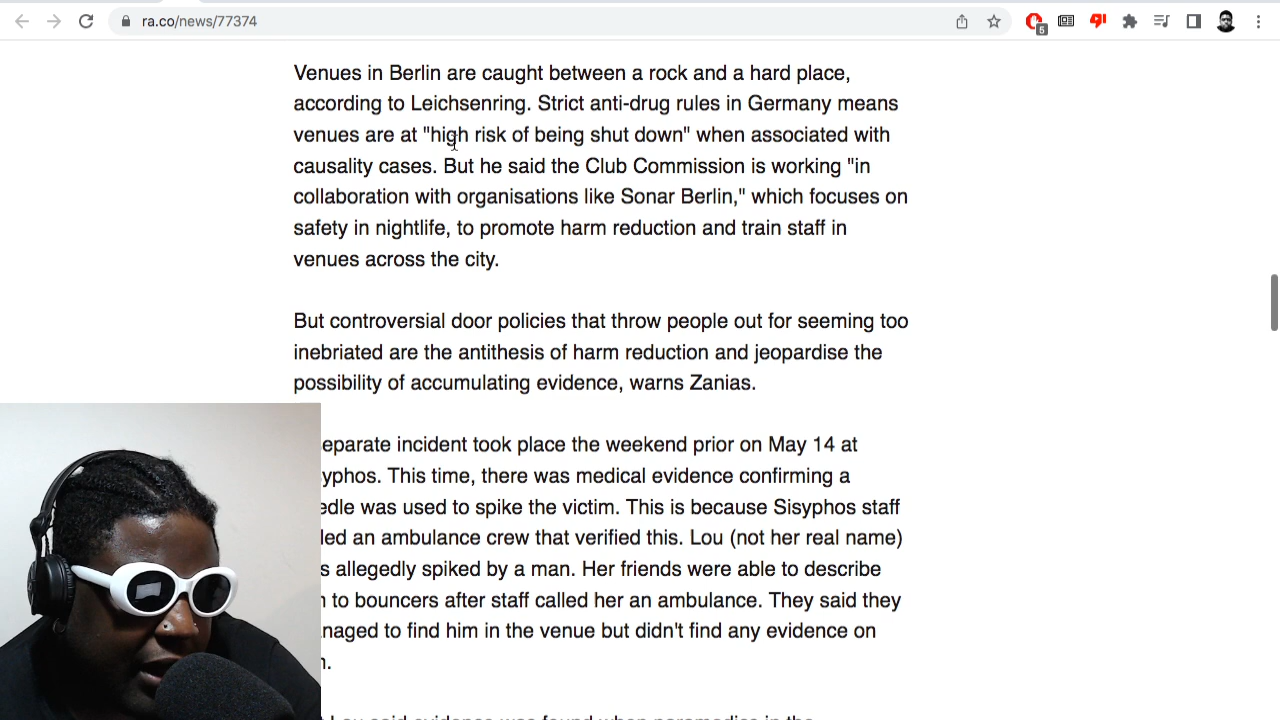 ra.co/news/77374
5
Venues in Berlin are caught between a rock and a hard place,
according to Leichsenring. Strict anti-drug rules in Germany means
venues are at "high risk of being shut down" when associated with
causality cases. But he said the Club Commission is working "in
collaboration with organisations like Sonar Berlin," which focuses on
safety in nightlife, to promote harm reduction and train staff in
venues across the city.
But controversial door policies that throw people out for seeming too
inebriated are the antithesis of harm reduction and jeopardise the
possibility of accumulating evidence, warns Zanias.
eparate incident took place the weekend prior on May 14 at
yphos. This time, there was medical evidence confirming a
edle was used to spike the victim. This is because Sisyphos staff
led an ambulance crew that verified this. Lou (not her real name)
s allegedly spiked by a man. Her friends were able to describe
to bouncers after staff called her an ambulance. They said they
naged to find him in the venue but didn't find any evidence on